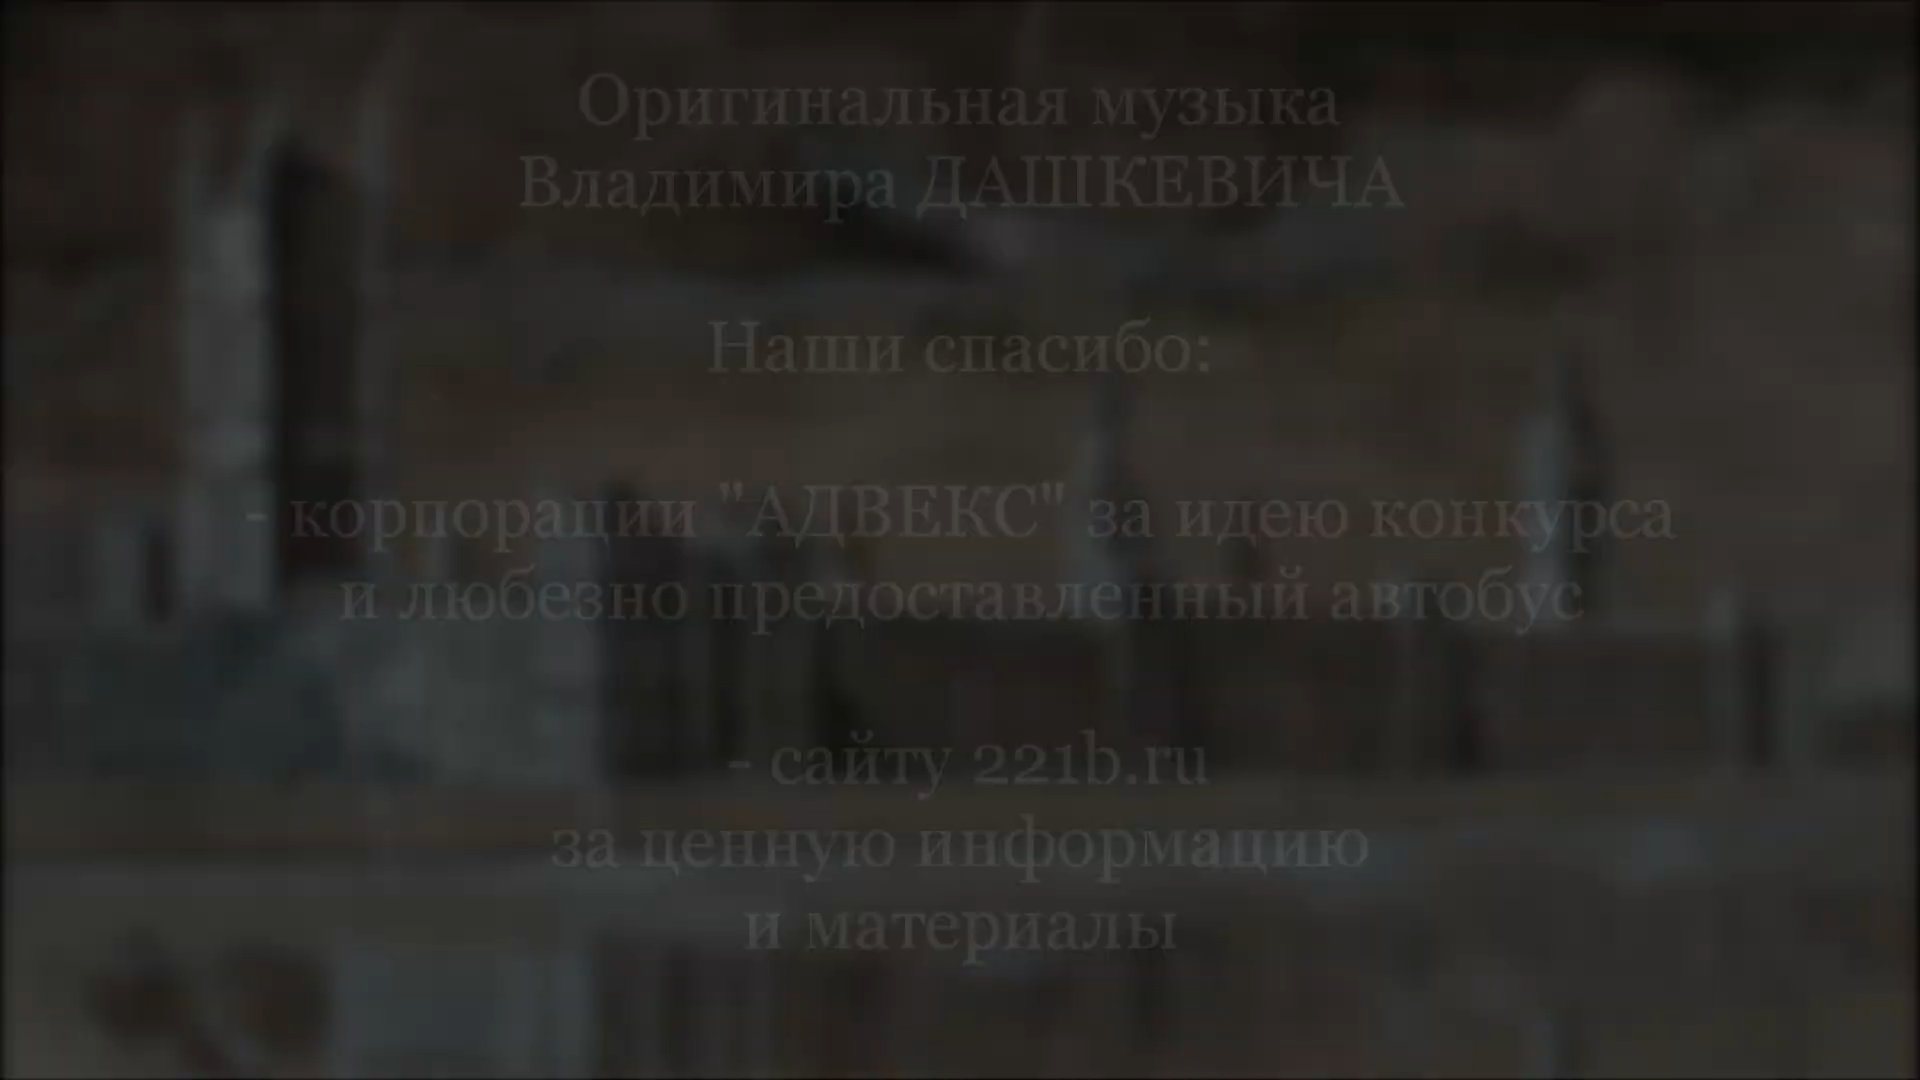 Оригинальная музыка
Владимира ДАШКЕВИЧА
Наши спасибо:
- корпорации "АДВЕКС" за идею конкурса
и любезно предоставленный автобус
- сайту 221b.ru
за ценную информацию
и материалы